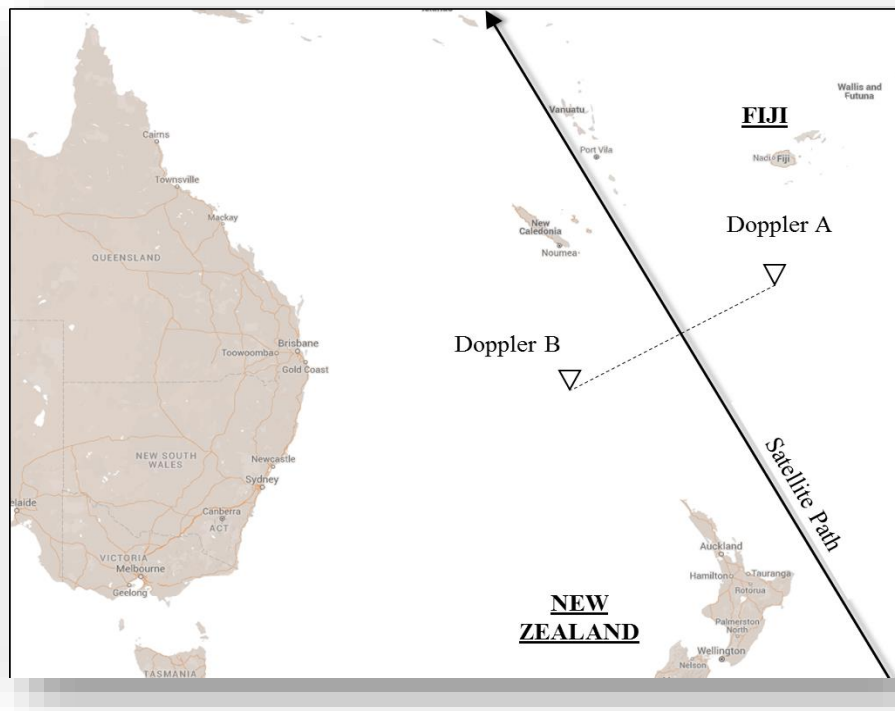 Wallis and
Futuna
Vanuatu
FIJI
Cairns
Port Vila
Nadi
Fiji
Townsville
Mackay
New
Caledonia
Noumea
Doppler A
QUEENSLAND
Doppler B
Brisbane
Toowoomba
Gold Coast
NEW SOUTH
WALES
Newcastle
Sydney
Satellite Path
elaide
Canberra
ACT
VICTORIA
Melbourne
Geelong
Auckland
Hamilton
Tauranga
Rotorua
NEW
ZEALAND
Palmerston
North
Wellington
Nelson
TASMANIA